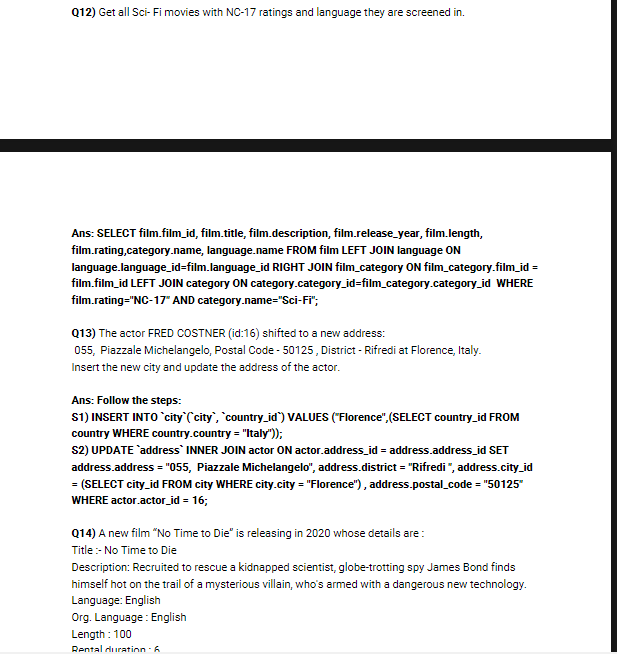 Q12) Get all Sci- Fi movies with NC-17 ratings and language they are screened in.
Ans: SELECT film.film_id, film.title, film.description, film.release_year, film.length,
film.rating,category.name, language.name FROM film LEFT JOIN language ON
language.language_id=film.language_id RIGHT JOIN film_category ON film_category.film_id =
film.film_id LEFT JOIN category ON category.category_id=film_category.category_id  WHERE
film.rating="NC-17" AND category.name="Sci-Fi";
Q13) The actor FRED COSTNER (id:16) shifted to a new address:
055,  Piazzale Michelangelo, Postal Code - 50125 , District - Rifredi at Florence, Italy.
Insert the new city and update the address of the actor.
Ans: Follow the steps:
S1) INSERT INTO `city`(`city`, `country_id`) VALUES ("Florence",(SELECT country_id FROM
country WHERE country.country = "Italy"));
S2) UPDATE `address` INNER JOIN actor ON actor.address_id = address.address_id SET
address.address = "055,  Piazzale Michelangelo", address.district = "Rifredi ", address.city_id
= (SELECT city_id FROM city WHERE city.city = "Florence") , address.postal_code = "50125"
WHERE actor.actor_id = 16;
Q14) A new film “No Time to Die” is releasing in 2020 whose details are :
Title :- No Time to Die
Description: Recruited to rescue a kidnapped scientist, globe-trotting spy James Bond finds
himself hot on the trail of a mysterious villain, who's armed with a dangerous new technology.
Language: English
Org. Language : English
Length : 100
Rental duration : 6